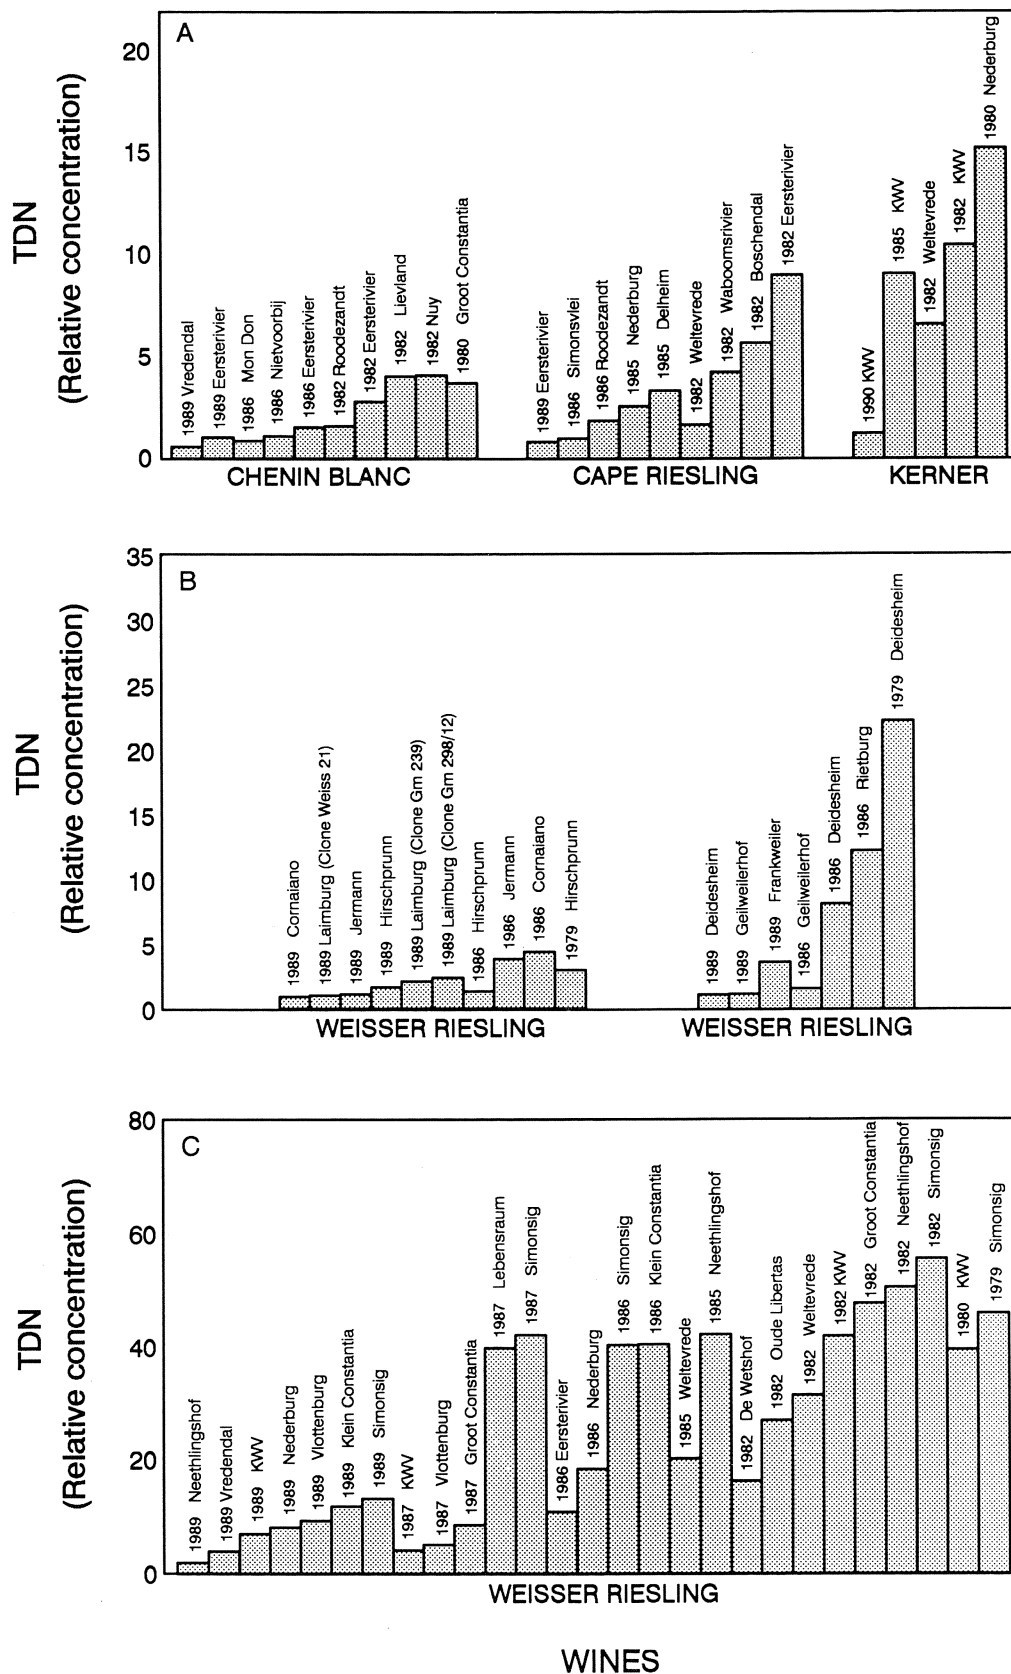 A
TDN
(Relative concentration)
20
15
10
5
0
1989 Vredendal
1989 Eersterivier
1986 Mon Don
1986 Nietvoorbij
1986 Eersterivier
1982 Roodezandt
1982 Eersterivier
1982 Lievland
1982 Nuy
1980 Groot Constantia
1989 Eersterivier
1986 Simonsvlei
1986 Roodezandt
1985 Nederburg
1985 Delheim
1982 Weltevrede
1982 Waboomsrivier
1982 Boschendal
1982 Eersterivier
1990 KWV
1985 KWV
1982 Weltevrede
1982 KWV
1980 Nederburg
CHENIN BLANC
CAPE RIESLING
KERNER
B
TDN
(Relative concentration)
35
30
25
20
15
10
5
0
1989 Cornaiano
1989 Laimburg (Clone Weiss 21)
1989 Jermann
1989 Hirschprunn
1989 Laimburg (Clone Gm 239)
1989 Laimburg (Clone Gm 298/12)
1986 Hirschprunn
1986 Jermann
1986 Cornaiano
1979 Hirschprunn
1989 Deidesheim
1989 Geilweilerhof
1989 Frankweiler
1986 Geilweilerhof
1986 Deidesheim
1986 Rietburg
1979 Deidesheim
WEISSER RIESLING
WEISSER RIESLING
C
TDN
(Relative concentration)
80
60
40
20
0
1989 Neethlingshof
1989 Vredendal
1989 KWV
1989 Nederburg
1989 Vlottenburg
1989 Klein Constantia
1989 Simonsig
1987 KWV
1987 Vlottenburg
1987 Groot Constantia
1987 Lebensraum
1987 Simonsig
1986 Eersterivier
1986 Nederburg
1986 Simonsig
1986 Klein Constantia
1985 Weltevrede
1985 Neethlingshof
1982 De Wetshof
1982 Oude Libertas
1982 Weltevrede
1982 KWV
1982 Groot Constantia
1982 Neethlingshof
1982 Simonsig
1980 KWV
1979 Simonsig
WEISSER RIESLING
WINES